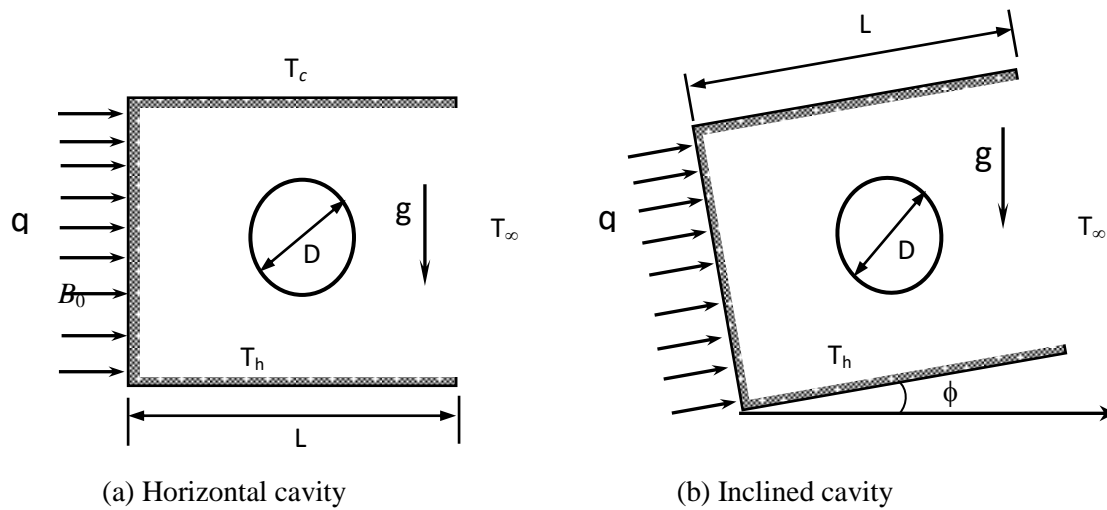 T_c
q
g
D
T_∞
B_0
T_h
L
(a) Horizontal cavity
L
q
g
D
T_∞
T_h
ϕ
(b) Inclined cavity